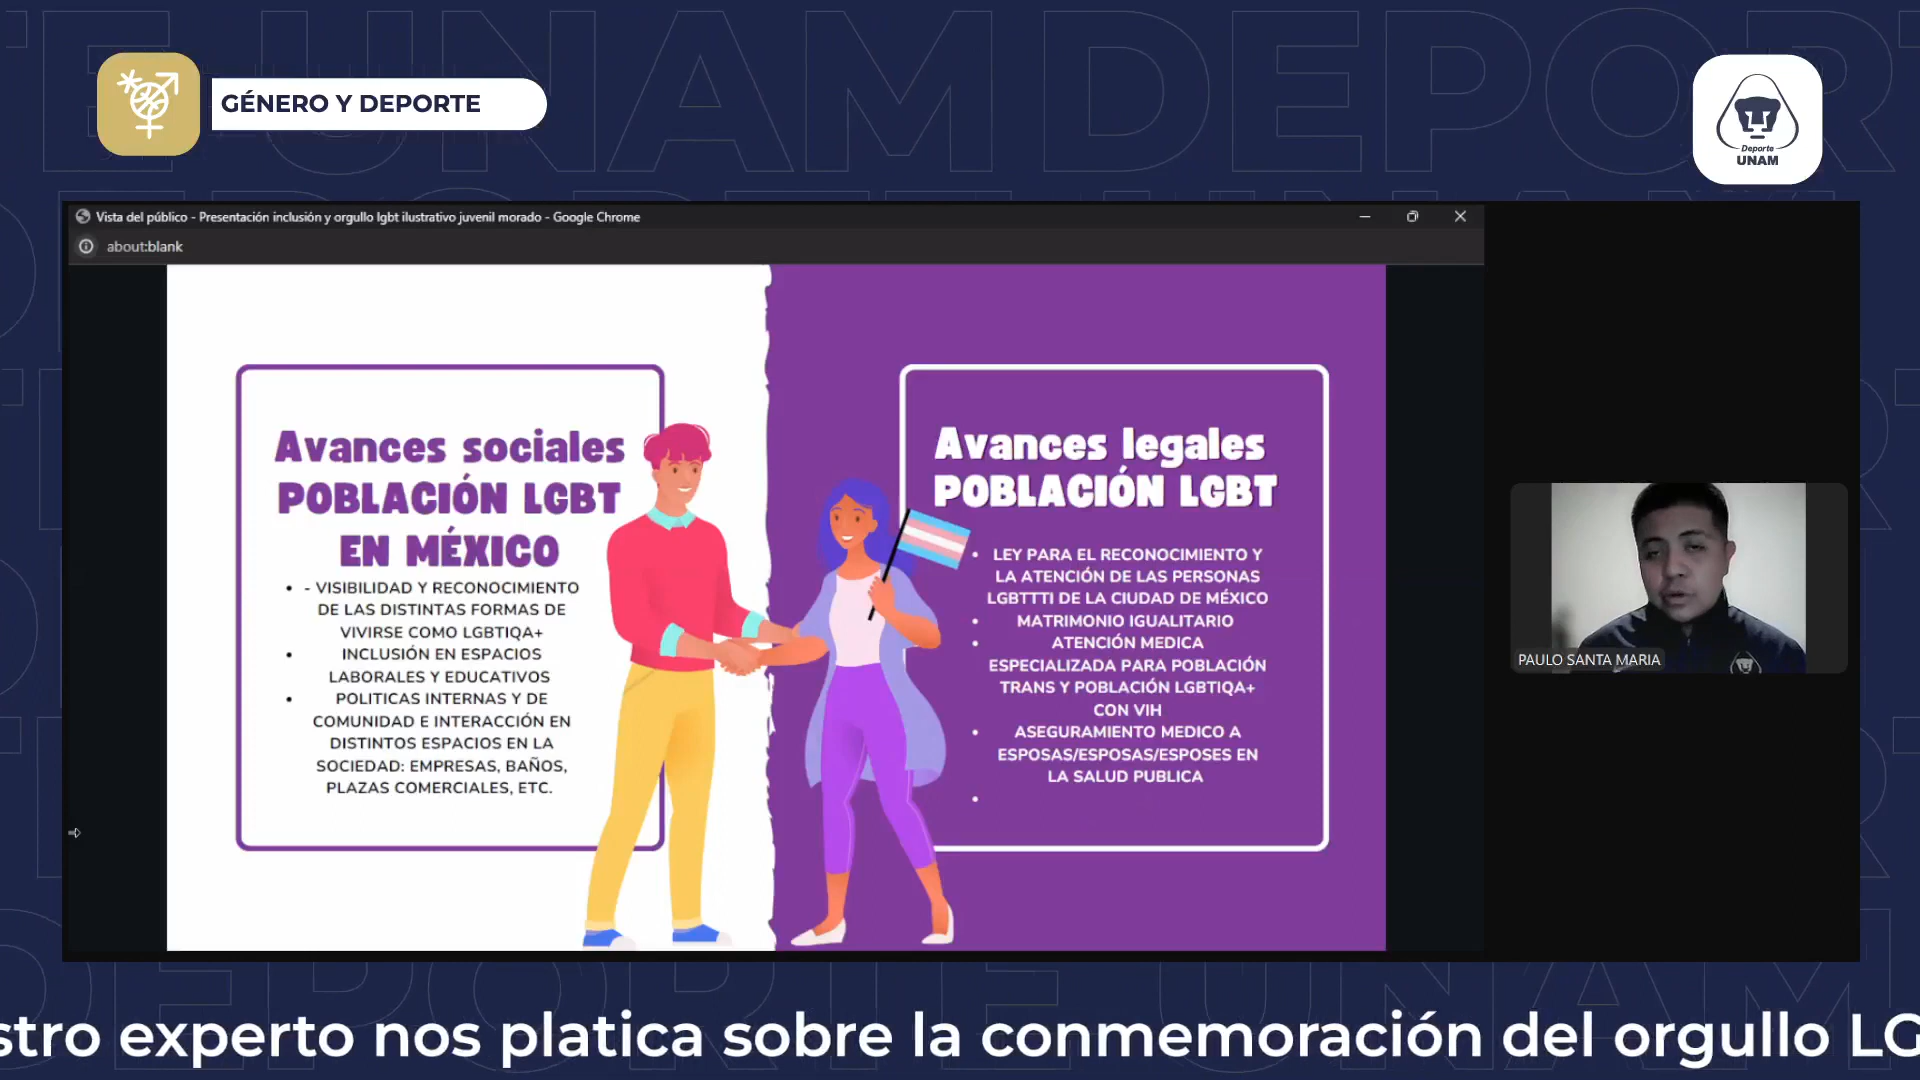 GÉNERO Y DEPORTE
Deporte
UNAM
Vista del público - Presentación inclusión y orgullo lgbt ilustrativo juvenil morado - Google Chrome
about:blank
Avances sociales
POBLACIÓN LGBT
EN MÉXICO
• - VISIBILIDAD Y RECONOCIMIENTO
DE LAS DISTINTAS FORMAS DE
VIVIRSE COMO LGBTIQA+
• INCLUSIÓN EN ESPACIOS
LABORALES Y EDUCATIVOS
• POLITICAS INTERNAS Y DE
COMUNIDAD E INTERACCIÓN EN
DISTINTOS ESPACIOS EN LA
SOCIEDAD: EMPRESAS, BAÑOS,
PLAZAS COMERCIALES, ETC.
Avances legales
POBLACIÓN LGBT
• LEY PARA EL RECONOCIMIENTO Y
LA ATENCIÓN DE LAS PERSONAS
LGBTTTI DE LA CIUDAD DE MÉXICO
• MATRIMONIO IGUALITARIO
• ATENCIÓN MEDICA
ESPECIALIZADA PARA POBLACIÓN
TRANS Y POBLACIÓN LGBTIQA+
CON VIH
• ASEGURAMIENTO MEDICO A
ESPOSAS/ESPOSAS/ESPOSES EN
LA SALUD PUBLICA
•
PAULO SANTA MARIA
stro experto nos platica sobre la conmemoración del orgullo LG